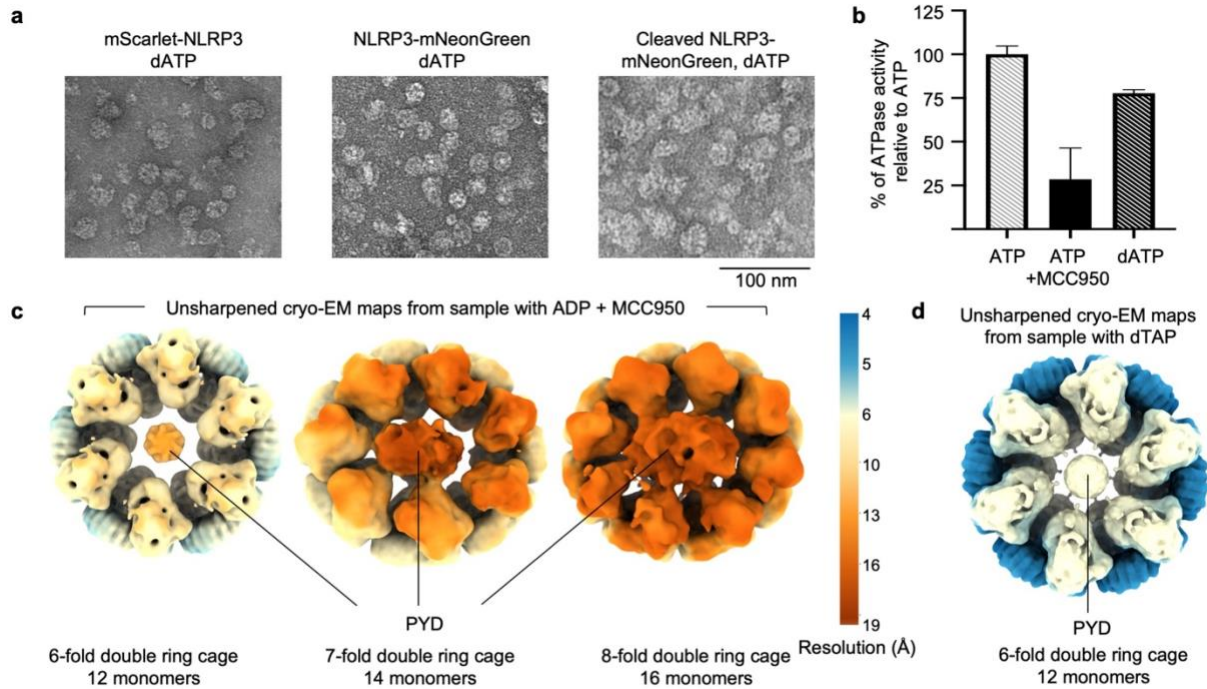 a
mScarlet-NLRP3
dATP
NLRP3-mNeonGreen
dATP
Cleaved NLRP3-
mNeonGreen, dATP
100 nm
b
% of ATPase activity
relative to ATP
125
100
75
50
25
ATP
ATP
+MCC950
dATP
c
Unsharpened cryo-EM maps from sample with ADP + MCC950
4
5
6
10
13
16
19
Resolution (Å)
PYD
6-fold double ring cage
12 monomers
7-fold double ring cage
14 monomers
8-fold double ring cage
16 monomers
d
Unsharpened cryo-EM maps
from sample with dTAP
PYD
6-fold double ring cage
12 monomers